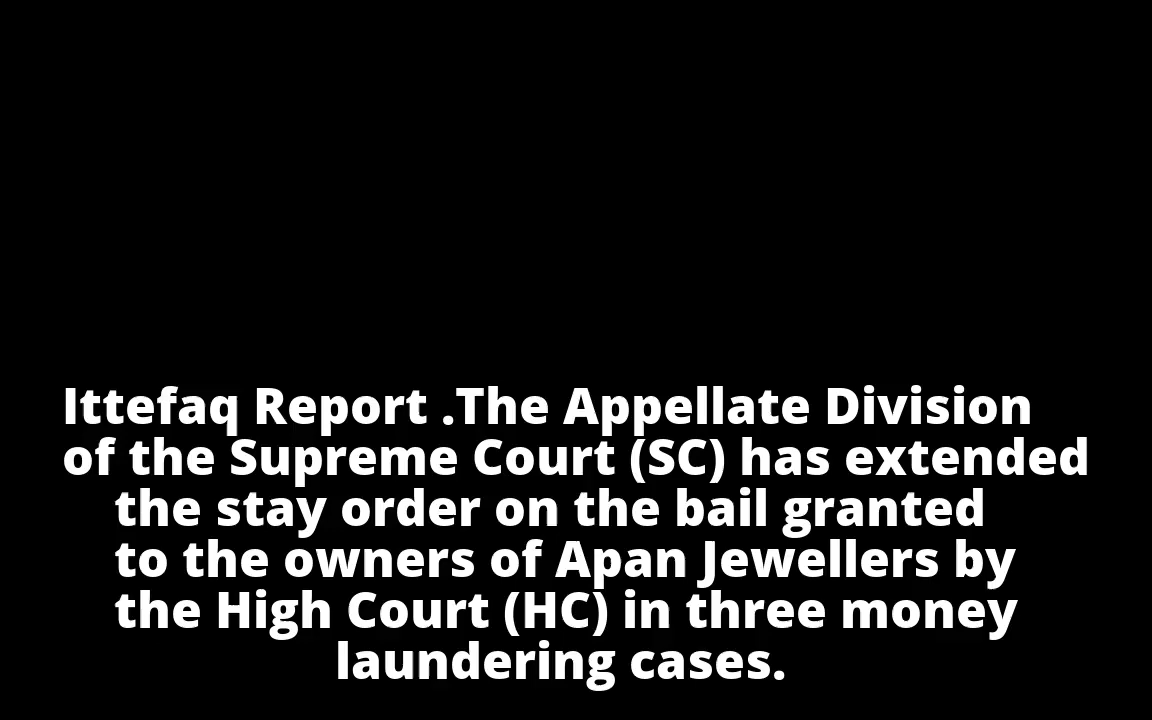 Ittefaq Report .The Appellate Division
of the Supreme Court (SC) has extended
the stay order on the bail granted
to the owners of Apan Jewellers by
the High Court (HC) in three money
laundering cases.